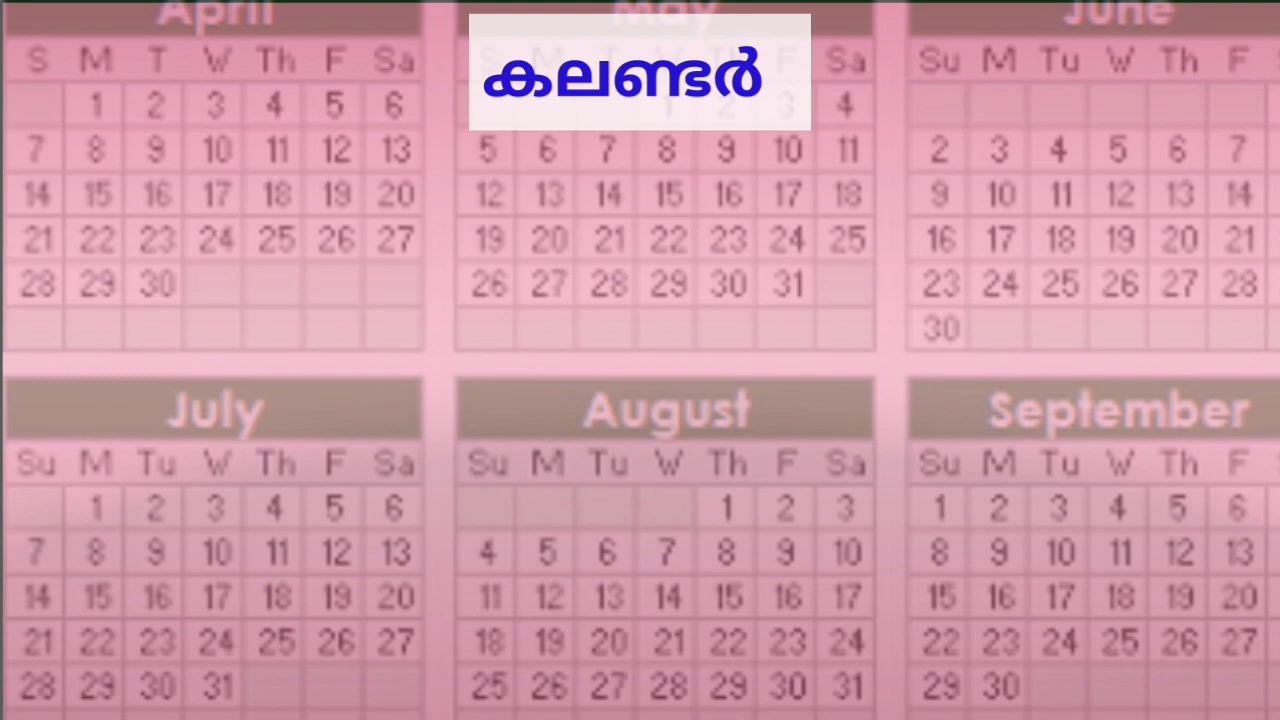 April
May
June
കലണ്ടർ
S M T W Th F Sa
Sa
Su M Tu W Th F
1 2 3 4 5 6
1 2 3 4
7 8 9 10 11 12 13
5 6 7 8 9 10 11
2 3 4 5 6 7
14 15 16 17 18 19 20
12 13 14 15 16 17 18
9 10 11 12 13 14
21 22 23 24 25 26 27
19 20 21 22 23 24 25
16 17 18 19 20 21
28 29 30
26 27 28 29 30 31
23 24 25 26 27 28
30
July
August
September
Su M Tu W Th F Sa
Su M Tu W Th F Sa
Su M Tu W Th F
1 2 3 4 5 6
1 2 3
1 2 3 4 5 6
7 8 9 10 11 12 13
4 5 6 7 8 9 10
8 9 10 11 12 13
14 15 16 17 18 19 20
11 12 13 14 15 16 17
15 16 17 18 19 20
21 22 23 24 25 26 27
18 19 20 21 22 23 24
22 23 24 25 26 27
28 29 30 31
25 26 27 28 29 30 31
29 30